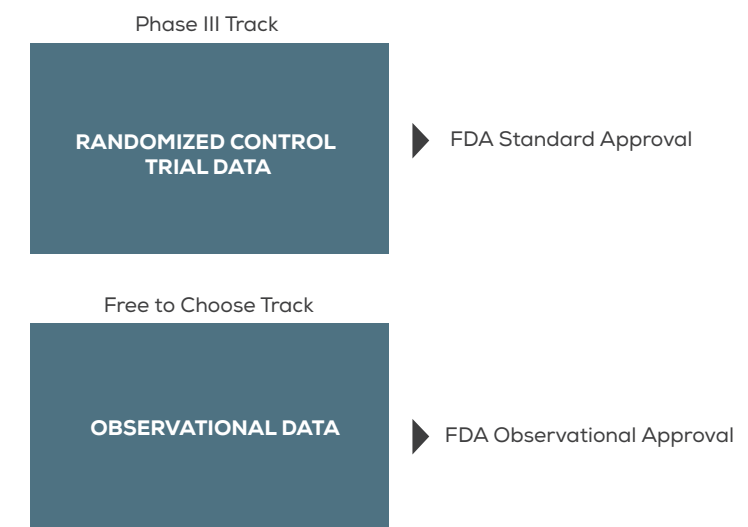 Phase III Track
RANDOMIZED CONTROL
TRIAL DATA
FDA Standard Approval
Free to Choose Track
OBSERVATIONAL DATA
FDA Observational Approval